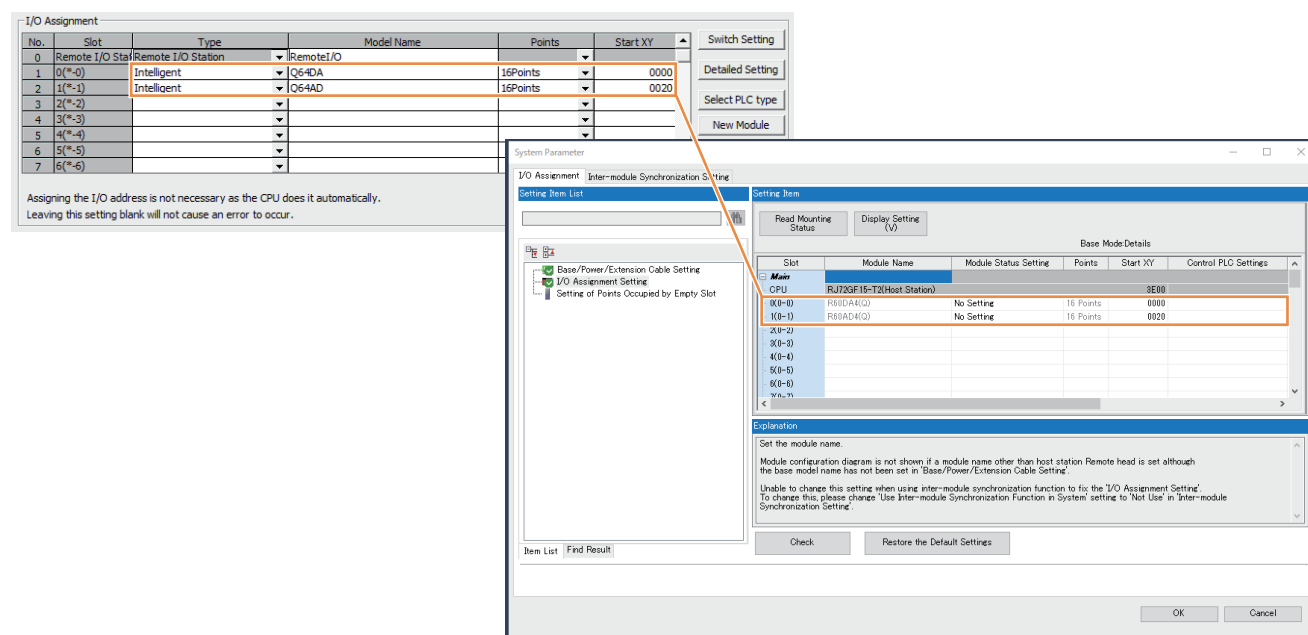 I/O Assignment
No. Slot Type Model Name Points Start XY
0 Remote I/O Sta Remote I/O Station RemoteI/O
1 0(*-0) Intelligent Q64DA 16Points 0000
2 1(*-1) Intelligent Q64AD 16Points 0020
3 2(*-2)
4 3(*-3)
5 4(*-4)
6 5(*-5)
7 6(*-6)
Switch Setting
Detailed Setting
Select PLC type
New Module
Assigning the I/O address is not necessary as the CPU does it automatically.
Leaving this setting blank will not cause an error to occur.
System Parameter
I/O Assignment Inter-module Synchronization Setting
Setting Item List
Base/Power/Extension Cable Setting
I/O Assignment Setting
Setting of Points Occupied by Empty Slot
Item List Find Result
Setting Item
Read Mounting
Status
Display Setting
(V)
Base Mode:Details
Slot Module Name Module Status Setting Points Start XY Control PLC Settings
Main
CPU RJ72GF15-T2(Host Station) 3E00
0(0-0) R60DA4(Q) No Setting 16 Points 0000
1(0-1) R60AD4(Q) No Setting 16 Points 0020
2(0-2)
3(0-3)
4(0-4)
5(0-5)
6(0-6)
7(0-7)
Explanation
Set the module name.
Module configuration diagram is not shown if a module name other than host station Remote head is set although
the base model name has not been set in 'Base/Power/Extension Cable Setting'.
Unable to change this setting when using inter-module synchronization function to fix the 'I/O Assignment Setting'.
To change this, please change 'Use Inter-module Synchronization Function in System' setting to 'Not Use' in 'Inter-module
Synchronization Setting'.
Check Restore the Default Settings
OK Cancel